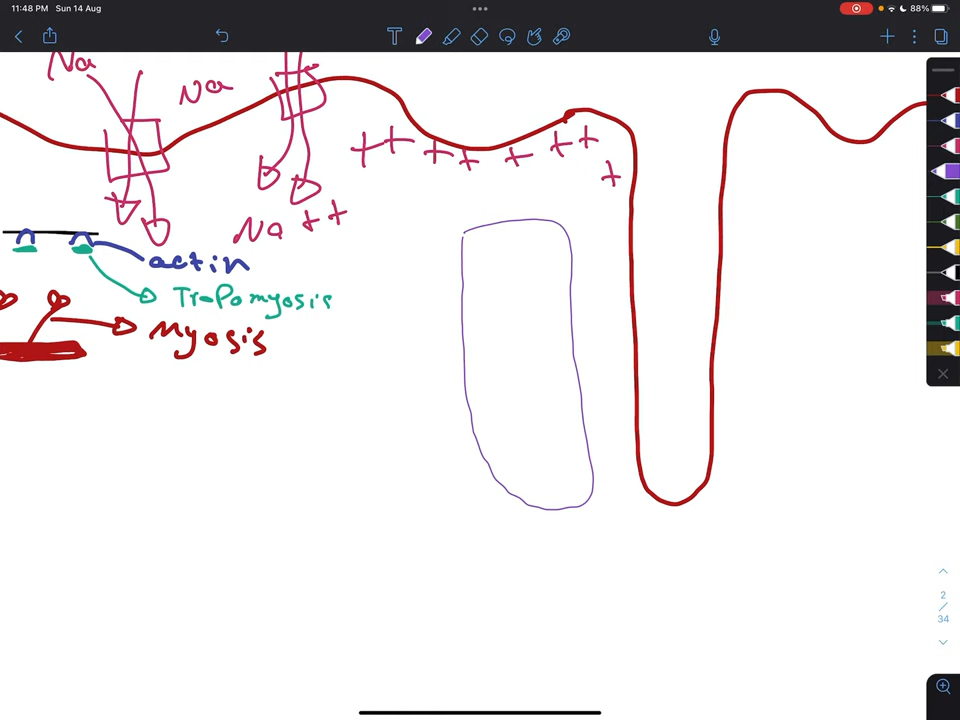 11:48 PM Sun 14 Aug
88%
Na
Na
+ + + + + + + +
Na + +
actin
Tropomyosis
Myosis
2
/
34